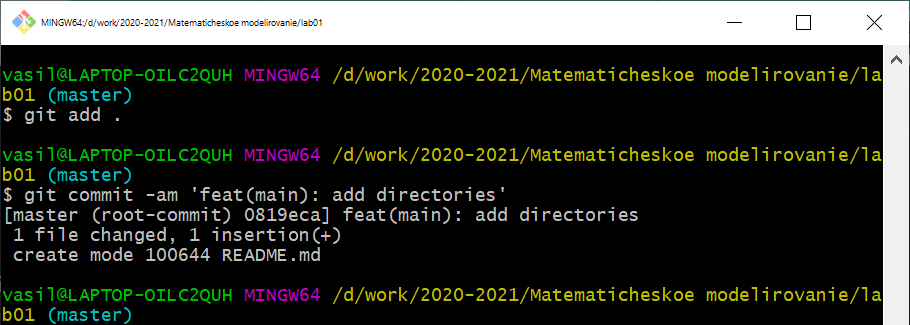 MINGW64:/d/work/2020-2021/Matematicheskoe modelirovanie/lab01
vasil@LAPTOP-OILC2QUH MINGW64 /d/work/2020-2021/Matematicheskoe modelirovanie/la
b01 (master)
$ git add .
vasil@LAPTOP-OILC2QUH MINGW64 /d/work/2020-2021/Matematicheskoe modelirovanie/la
b01 (master)
$ git commit -am 'feat(main): add directories'
[master (root-commit) 0819eca] feat(main): add directories
 1 file changed, 1 insertion(+)
 create mode 100644 README.md
vasil@LAPTOP-OILC2QUH MINGW64 /d/work/2020-2021/Matematicheskoe modelirovanie/la
b01 (master)